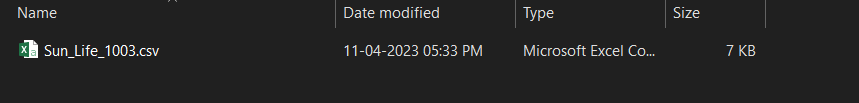 Name Date modified Type Size
Sun_Life_1003.csv 11-04-2023 05:33 PM Microsoft Excel Co... 7 KB